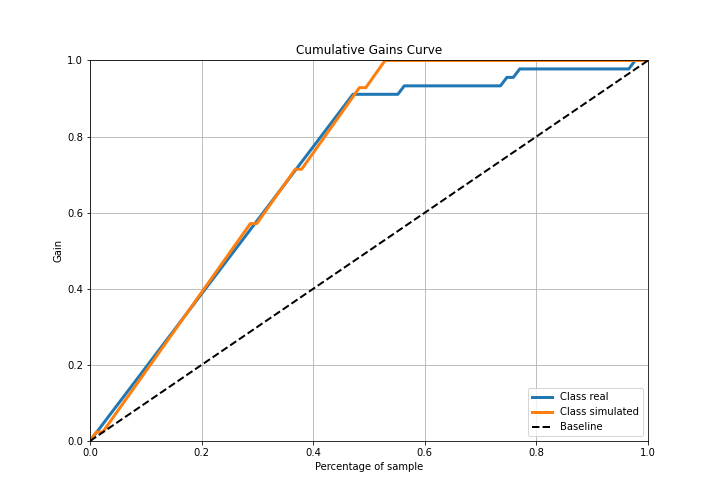 Cumulative Gains Curve
1.0
0.8
0.6
0.4
0.2
0.0
Gain
0.0 0.2 0.4 0.6 0.8 1.0
Percentage of sample
Class real
Class simulated
Baseline